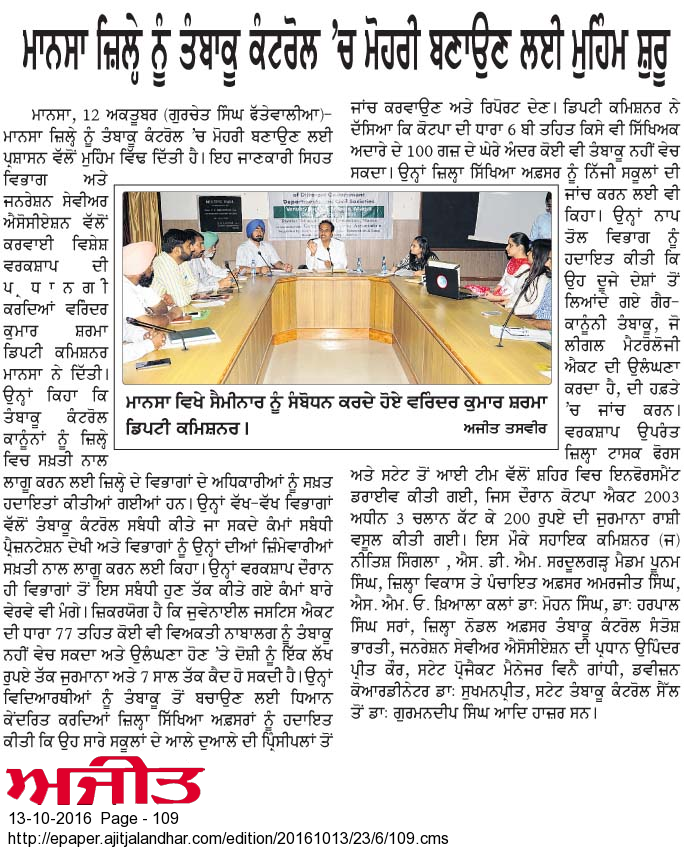 ਮਾਨਸਾ ਜ਼ਿਲ੍ਹੇ ਨੂੰ ਤੰਬਾਕੂ ਕੰਟਰੋਲ 'ਚ ਮੋਹਰੀ ਬਣਾਉਣ ਲਈ ਮੁਹਿੰਮ ਸ਼ੁਰੂ
ਮਾਨਸਾ, 12 ਅਕਤੂਬਰ (ਗੁਰਚੇਤ ਸਿੰਘ ਫੱਤੇਵਾਲੀਆ)-
ਮਾਨਸਾ ਜ਼ਿਲ੍ਹੇ ਨੂੰ ਤੰਬਾਕੂ ਕੰਟਰੋਲ 'ਚ ਮੋਹਰੀ ਬਣਾਉਣ ਲਈ
ਪ੍ਰਸ਼ਾਸਨ ਵੱਲੋਂ ਮੁਹਿੰਮ ਵਿੱਢ ਦਿੱਤੀ ਹੈ। ਇਹ ਜਾਣਕਾਰੀ ਸਿਹਤ
ਵਿਭਾਗ ਅਤੇ
ਜਨਰੇਸ਼ਨ ਸੇਵੀਅਰ
ਐਸੋਸੀਏਸ਼ਨ ਵੱਲੋਂ
ਕਰਵਾਈ ਵਿਸ਼ੇਸ਼
ਵਰਕਸ਼ਾਪ ਦੀ
ਪ੍ਰਧਾਨਗੀ
ਕਰਦਿਆਂ ਵਰਿੰਦਰ
ਕੁਮਾਰ ਸ਼ਰਮਾ
ਡਿਪਟੀ ਕਮਿਸ਼ਨਰ
ਮਾਨਸਾ ਨੇ ਦਿੱਤੀ।
ਉਨ੍ਹਾਂ ਕਿਹਾ ਕਿ
ਤੰਬਾਕੂ ਕੰਟਰੋਲ
ਕਾਨੂੰਨਾਂ ਨੂੰ ਜ਼ਿਲ੍ਹੇ
ਵਿਚ ਸਖ਼ਤੀ ਨਾਲ
ਲਾਗੂ ਕਰਨ ਲਈ ਜ਼ਿਲ੍ਹੇ ਦੇ ਵਿਭਾਗਾਂ ਦੇ ਅਧਿਕਾਰੀਆਂ ਨੂੰ ਸਖ਼ਤ
ਹਦਾਇਤਾਂ ਕੀਤੀਆਂ ਗਈਆਂ ਹਨ। ਉਨ੍ਹਾਂ ਵੱਖ-ਵੱਖ ਵਿਭਾਗਾਂ
ਵੱਲੋਂ ਤੰਬਾਕੂ ਕੰਟਰੋਲ ਸਬੰਧੀ ਕੀਤੇ ਜਾ ਸਕਦੇ ਕੰਮਾਂ ਸਬੰਧੀ
ਪ੍ਰੈਜ਼ਨਟੇਸ਼ਨ ਦੇਖੀ ਅਤੇ ਵਿਭਾਗਾਂ ਨੂੰ ਉਨ੍ਹਾਂ ਦੀਆਂ ਜ਼ਿੰਮੇਵਾਰੀਆਂ
ਸਖ਼ਤੀ ਨਾਲ ਲਾਗੂ ਕਰਨ ਲਈ ਕਿਹਾ। ਉਨ੍ਹਾਂ ਵਰਕਸ਼ਾਪ ਦੌਰਾਨ
ਹੀ ਵਿਭਾਗਾਂ ਤੋਂ ਇਸ ਸਬੰਧੀ ਹੁਣ ਤੱਕ ਕੀਤੇ ਗਏ ਕੰਮਾਂ ਬਾਰੇ
ਵੇਰਵੇ ਵੀ ਮੰਗੇ। ਜ਼ਿਕਰਯੋਗ ਹੈ ਕਿ ਜੁਵੇਨਾਈਲ ਜਸਟਿਸ ਐਕਟ
ਦੀ ਧਾਰਾ 77 ਤਹਿਤ ਕੋਈ ਵੀ ਵਿਅਕਤੀ ਨਾਬਾਲਗ ਨੂੰ ਤੰਬਾਕੂ
ਨਹੀਂ ਵੇਚ ਸਕਦਾ ਅਤੇ ਉਲੰਘਣਾ ਹੋਣ 'ਤੇ ਦੋਸ਼ੀ ਨੂੰ ਇੱਕ ਲੱਖ
ਰੁਪਏ ਤੱਕ ਜੁਰਮਾਨਾ ਅਤੇ 7 ਸਾਲ ਤੱਕ ਕੈਦ ਹੋ ਸਕਦੀ ਹੈ। ਉਨ੍ਹਾਂ
ਵਿਦਿਆਰਥੀਆਂ ਨੂੰ ਤੰਬਾਕੂ ਤੋਂ ਬਚਾਉਣ ਲਈ ਧਿਆਨ
ਕੇਂਦਰਿਤ ਕਰਦਿਆਂ ਜ਼ਿਲ੍ਹਾ ਸਿੱਖਿਆ ਅਫ਼ਸਰਾਂ ਨੂੰ ਹਦਾਇਤ
ਕੀਤੀ ਕਿ ਉਹ ਸਾਰੇ ਸਕੂਲਾਂ ਦੇ ਆਲੇ ਦੁਆਲੇ ਦੀ ਪ੍ਰਿੰਸੀਪਲਾਂ ਤੋਂ
ਜਾਂਚ ਕਰਵਾਉਣ ਅਤੇ ਰਿਪੋਰਟ ਦੇਣ। ਡਿਪਟੀ ਕਮਿਸ਼ਨਰ ਨੇ
ਦੱਸਿਆ ਕਿ ਕੋਟਪਾ ਦੀ ਧਾਰਾ 6 ਬੀ ਤਹਿਤ ਕਿਸੇ ਵੀ ਸਿੱਖਿਅਕ
ਅਦਾਰੇ ਦੇ 100 ਗਜ਼ ਦੇ ਘੇਰੇ ਅੰਦਰ ਕੋਈ ਵੀ ਤੰਬਾਕੂ ਨਹੀਂ ਵੇਚ
ਸਕਦਾ। ਉਨ੍ਹਾਂ ਜ਼ਿਲ੍ਹਾ ਸਿੱਖਿਆ ਅਫ਼ਸਰ ਨੂੰ ਨਿੱਜੀ ਸਕੂਲਾਂ ਦੀ
ਜਾਂਚ ਕਰਨ ਲਈ ਵੀ
ਕਿਹਾ। ਉਨ੍ਹਾਂ ਨਾਪ
ਤੋਲ ਵਿਭਾਗ ਨੂੰ
ਹਦਾਇਤ ਕੀਤੀ ਕਿ
ਉਹ ਦੂਜੇ ਦੇਸ਼ਾਂ ਤੋਂ
ਲਿਆਂਦੇ ਗਏ ਗੈਰ-
ਕਾਨੂੰਨੀ ਤੰਬਾਕੂ, ਜੋ
ਲੀਗਲ ਮੈਟਰੋਲੋਜੀ
ਐਕਟ ਦੀ ਉਲੰਘਣਾ
ਕਰਦਾ ਹੈ, ਦੀ ਹਫ਼ਤੇ
'ਚ ਜਾਂਚ ਕਰਨ।
ਵਰਕਸ਼ਾਪ ਉਪਰੰਤ
ਜ਼ਿਲ੍ਹਾ ਟਾਸਕ ਫੋਰਸ
ਅਤੇ ਸਟੇਟ ਤੋਂ ਆਈ ਟੀਮ ਵੱਲੋਂ ਸ਼ਹਿਰ ਵਿਚ ਇਨਫੋਰਸਮੈਂਟ
ਡਰਾਈਵ ਕੀਤੀ ਗਈ, ਜਿਸ ਦੌਰਾਨ ਕੋਟਪਾ ਐਕਟ 2003
ਅਧੀਨ 3 ਚਲਾਨ ਕੱਟ ਕੇ 200 ਰੁਪਏ ਦੀ ਜੁਰਮਾਨਾ ਰਾਸ਼ੀ
ਵਸੂਲ ਕੀਤੀ ਗਈ। ਇਸ ਮੌਕੇ ਸਹਾਇਕ ਕਮਿਸ਼ਨਰ (ਜ)
ਨੀਤਿਸ਼ ਸਿੰਗਲਾ , ਐਸ. ਡੀ. ਐਮ. ਸਰਦੂਲਗੜ੍ਹ ਮੈਡਮ ਪੂਨਮ
ਸਿੰਘ, ਜ਼ਿਲ੍ਹਾ ਵਿਕਾਸ ਤੇ ਪੰਚਾਇਤ ਅਫ਼ਸਰ ਅਮਰਜੀਤ ਸਿੰਘ,
ਐਸ. ਐਮ. ਓ. ਖ਼ਿਆਲਾ ਕਲਾਂ ਡਾ: ਮੋਹਨ ਸਿੰਘ, ਡਾ: ਹਰਪਾਲ
ਸਿੰਘ ਸਰਾਂ, ਜ਼ਿਲ੍ਹਾ ਨੋਡਲ ਅਫ਼ਸਰ ਤੰਬਾਕੂ ਕੰਟਰੋਲ ਸੰਤੋਸ਼
ਭਾਰਤੀ, ਜਨਰੇਸ਼ਨ ਸੇਵੀਅਰ ਐਸੋਸੀਏਸ਼ਨ ਦੀ ਪ੍ਰਧਾਨ ਉਪਿੰਦਰ
ਪ੍ਰੀਤ ਕੌਰ, ਸਟੇਟ ਪ੍ਰੋਜੈਕਟ ਮੈਨੇਜਰ ਵਿਨੈ ਗਾਂਧੀ, ਡਵੀਜ਼ਨ
ਕੋਆਰਡੀਨੇਟਰ ਡਾ: ਸੁਖਮਨਪ੍ਰੀਤ, ਸਟੇਟ ਤੰਬਾਕੂ ਕੰਟਰੋਲ ਸੈੱਲ
ਤੋਂ ਡਾ: ਗੁਰਮਨਦੀਪ ਸਿੰਘ ਆਦਿ ਹਾਜ਼ਰ ਸਨ।
of Different Government
Departments and Civil Societies
ਮਾਨਸਾ ਵਿਖੇ ਸੈਮੀਨਾਰ ਨੂੰ ਸੰਬੋਧਨ ਕਰਦੇ ਹੋਏ ਵਰਿੰਦਰ ਕੁਮਾਰ ਸ਼ਰਮਾ
ਡਿਪਟੀ ਕਮਿਸ਼ਨਰ। ਅਜੀਤ ਤਸਵੀਰ
ਅਜੀਤ
13-10-2016 Page - 109
http://epaper.ajitjalandhar.com/edition/20161013/23/6/109.cms